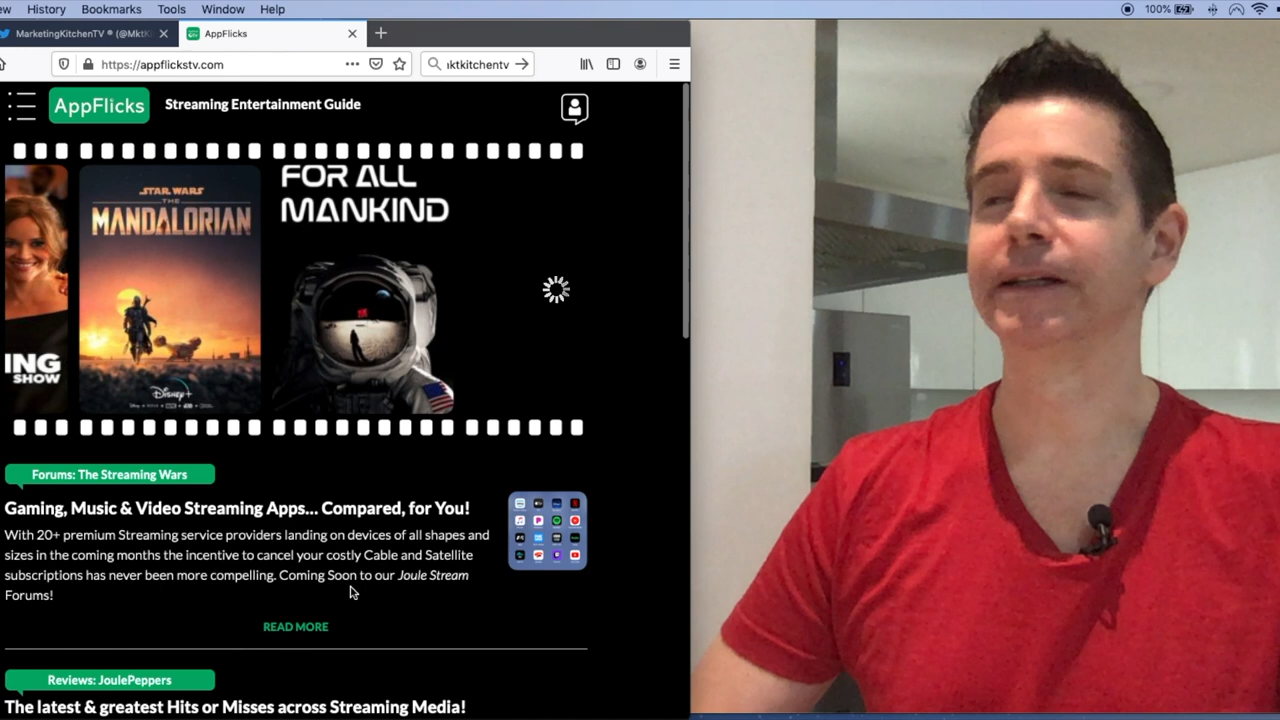 History Bookmarks Tools Window Help
100%
MarketingKitchenTV
AppFlicks
https://appflickstv.com
ıktkitchentv
AppFlicks
Streaming Entertainment Guide
ING
SHOW
STAR WARS
THE
MANDALORIAN
Disney+
FOR ALL
MANKIND
Forums: The Streaming Wars
Gaming, Music & Video Streaming Apps... Compared, for You!
With 20+ premium Streaming service providers landing on devices of all shapes and
sizes in the coming months the incentive to cancel your costly Cable and Satellite
subscriptions has never been more compelling. Coming Soon to our Joule Stream
Forums!
READ MORE
Reviews: JoulePeppers
The latest & greatest Hits or Misses across Streaming Media!